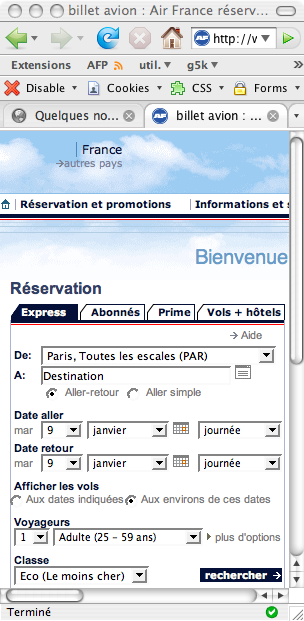 billet avion : Air France réserv...
http://v
Extensions AFP util. g5k
Disable Cookies CSS Forms
Quelques no... billet avion : ...
France
→autres pays
Réservation et promotions Informations et s
Bienvenue
Réservation
Express Abonnés Prime Vols + hôtels
→ Aide
De: Paris, Toutes les escales (PAR)
A: Destination
Aller-retour Aller simple
Date aller
mar 9 janvier journée
Date retour
mar 9 janvier journée
Afficher les vols
Aux dates indiquées Aux environs de ces dates
Voyageurs
1 Adulte (25 - 59 ans) plus d'options
Classe
Eco (Le moins cher) rechercher →
Terminé